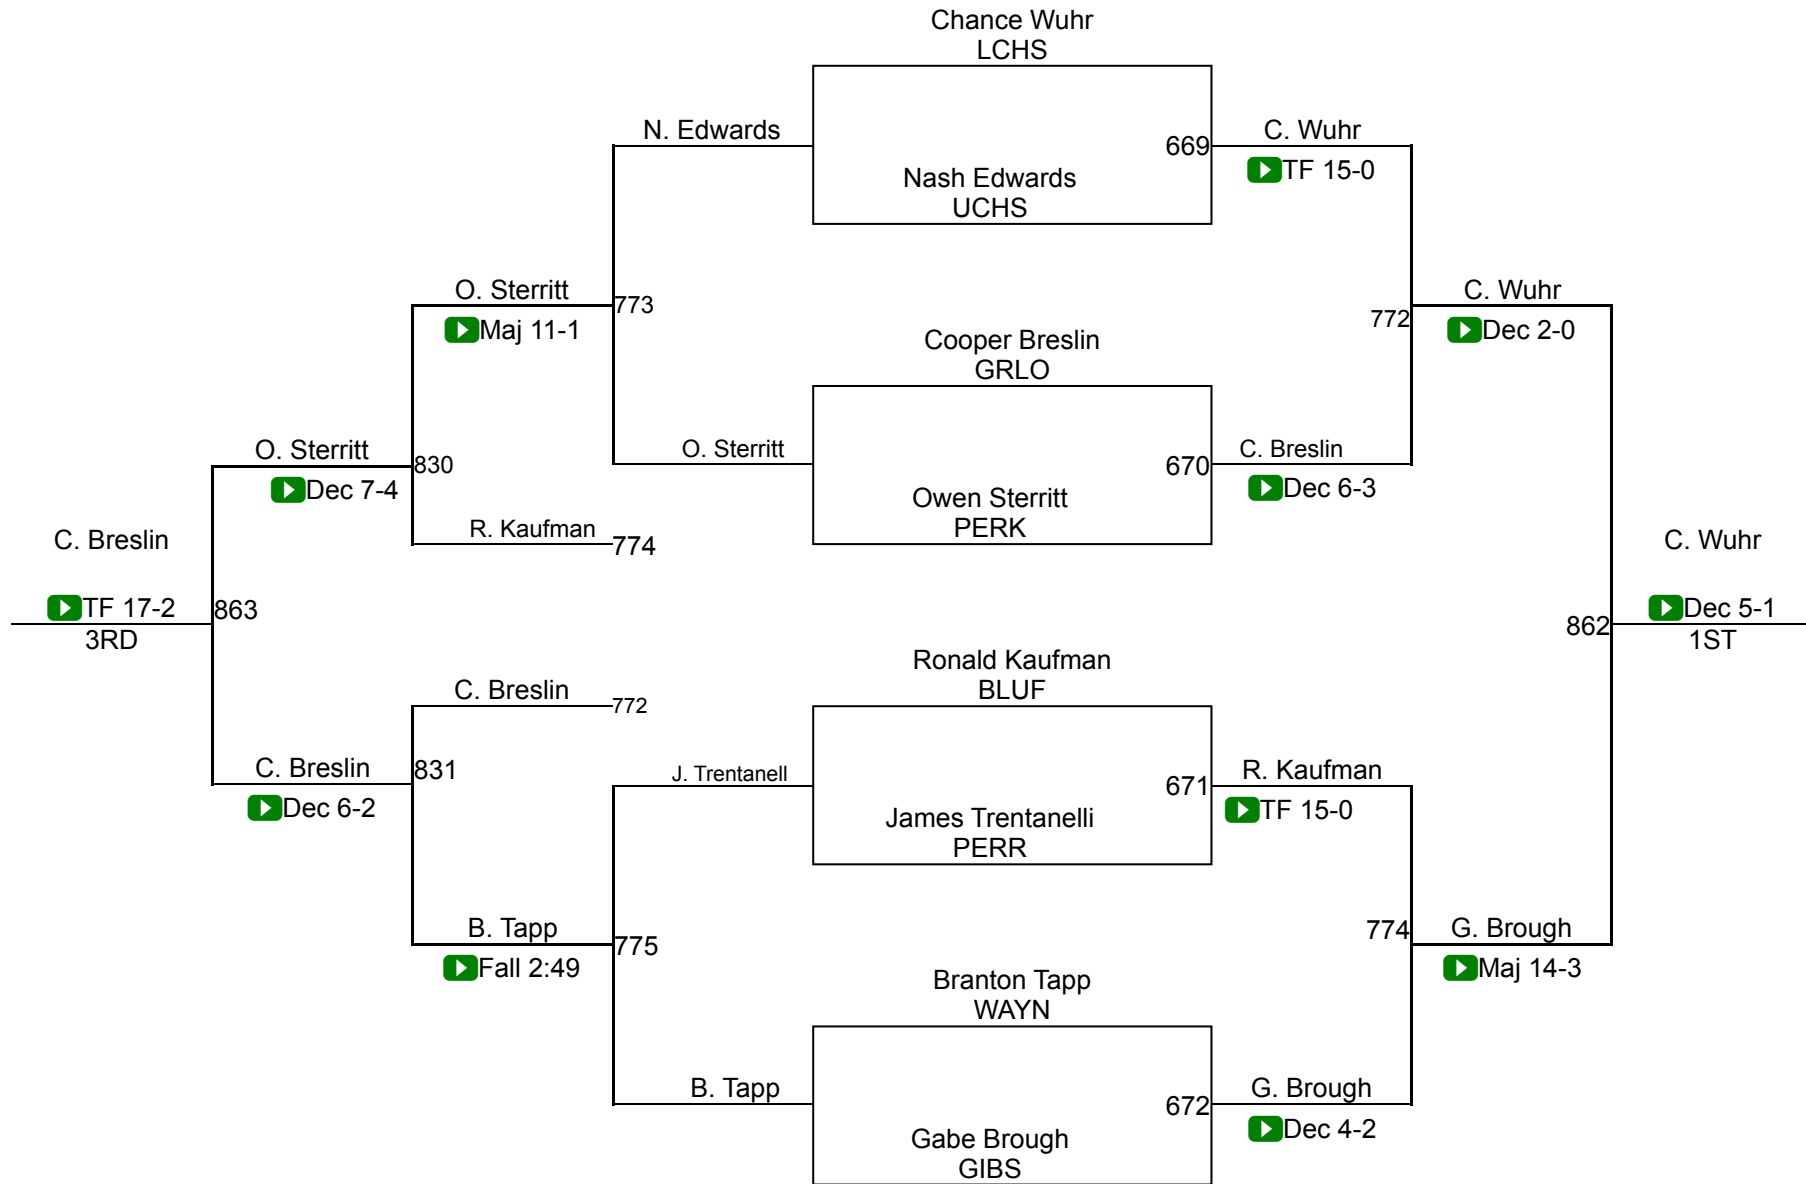 Chance Wuhr
LCHS
N. Edwards
669
C. Wuhr
TF 15-0
Nash Edwards
UCHS
O. Sterritt
773
C. Wuhr
Maj 11-1
772
Dec 2-0
Cooper Breslin
GRLO
O. Sterritt
830
O. Sterritt
670
C. Breslin
Dec 7-4
Dec 6-3
Owen Sterritt
PERK
R. Kaufman
774
C. Breslin
C. Wuhr
TF 17-2
863
862
Dec 5-1
3RD
1ST
Ronald Kaufman
BLUF
C. Breslin
772
C. Breslin
831
J. Trentanell
671
R. Kaufman
Dec 6-2
TF 15-0
James Trentanelli
PERR
B. Tapp
775
774
G. Brough
Fall 2:49
Maj 14-3
Branton Tapp
WAYN
B. Tapp
672
G. Brough
Dec 4-2
Gabe Brough
GIBS